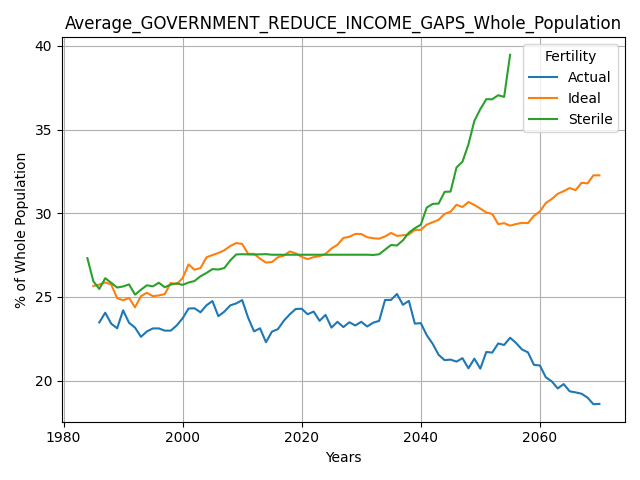 Average_GOVERNMENT_REDUCE_INCOME_GAPS_Whole_Population
% of Whole Population
40
35
30
25
20
Fertility
Actual
Ideal
Sterile
1980
2000
2020
2040
2060
Years